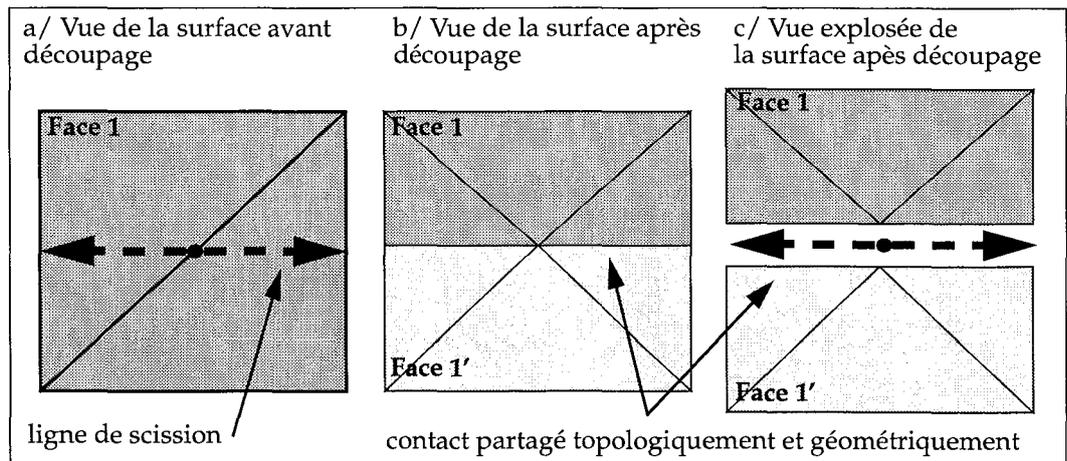 a/ Vue de la surface avant
découpage
b/ Vue de la surface après
découpage
c/ Vue explosée de
la surface apès découpage
Face 1
Face 1
Face 1
Face 1'
Face 1'
ligne de scission
contact partagé topologiquement et géométriquement